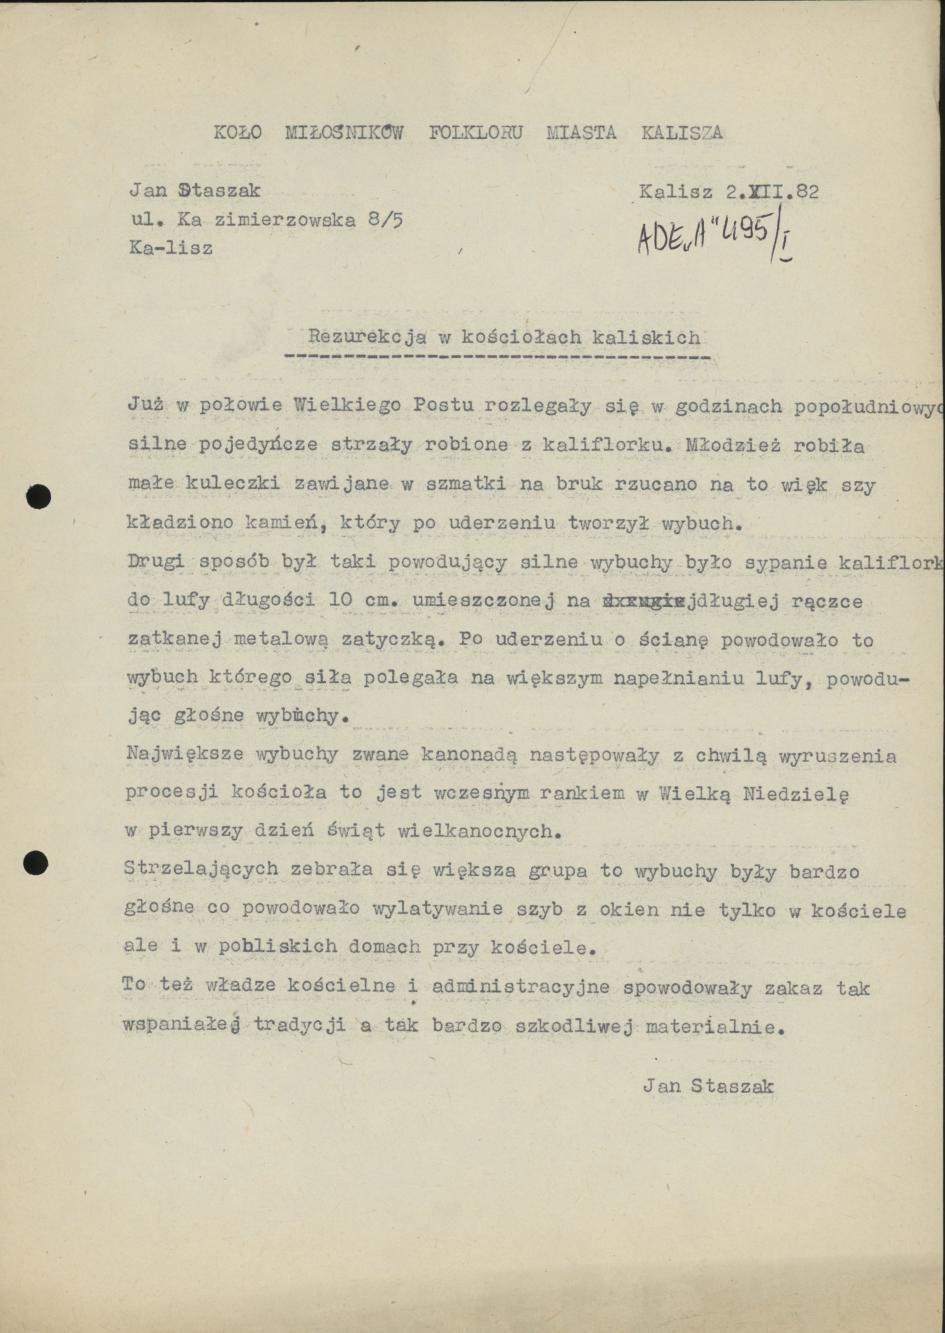 KOŁO MIŁOŚNIKÓW FOLKLORU MIASTA KALISZA
Jan Staszak
Kalisz 2.XII.82
ul. Ka zimierzowska 8/5
ADE„A" 495/I
Ka-lisz
Rezurekcja w kościołach kaliskich
Już w połowie Wielkiego Postu rozlegały się w godzinach popołudniowyc
silne pojedyńcze strzały robione z kaliflorku. Młodzież robiła
małe kuleczki zawijane w szmatki na bruk rzucano na to więk szy
kładziono kamień, który po uderzeniu tworzył wybuch.
Drugi sposób był taki powodujący silne wybuchy było sypanie kaliflork
do lufy długości 10 cm. umieszczonej na długiej rączce
zatkanej metalową zatyczką. Po uderzeniu o ścianę powodowało to
wybuch którego siła polegała na większym napełnianiu lufy, powodu-
jąc głośne wybuchy.
Największe wybuchy zwane kanonadą następowały z chwilą wyruszenia
procesji kościoła to jest wczesnym rankiem w Wielką Niedzielę
w pierwszy dzień świąt wielkanocnych.
Strzelających zebrała się większa grupa to wybuchy były bardzo
głośne co powodowało wylatywanie szyb z okien nie tylko w kościele
ale i w pobliskich domach przy kościele.
To też władze kościelne i administracyjne spowodowały zakaz tak
wspaniałej tradycji a tak bardzo szkodliwej materialnie.
Jan Staszak